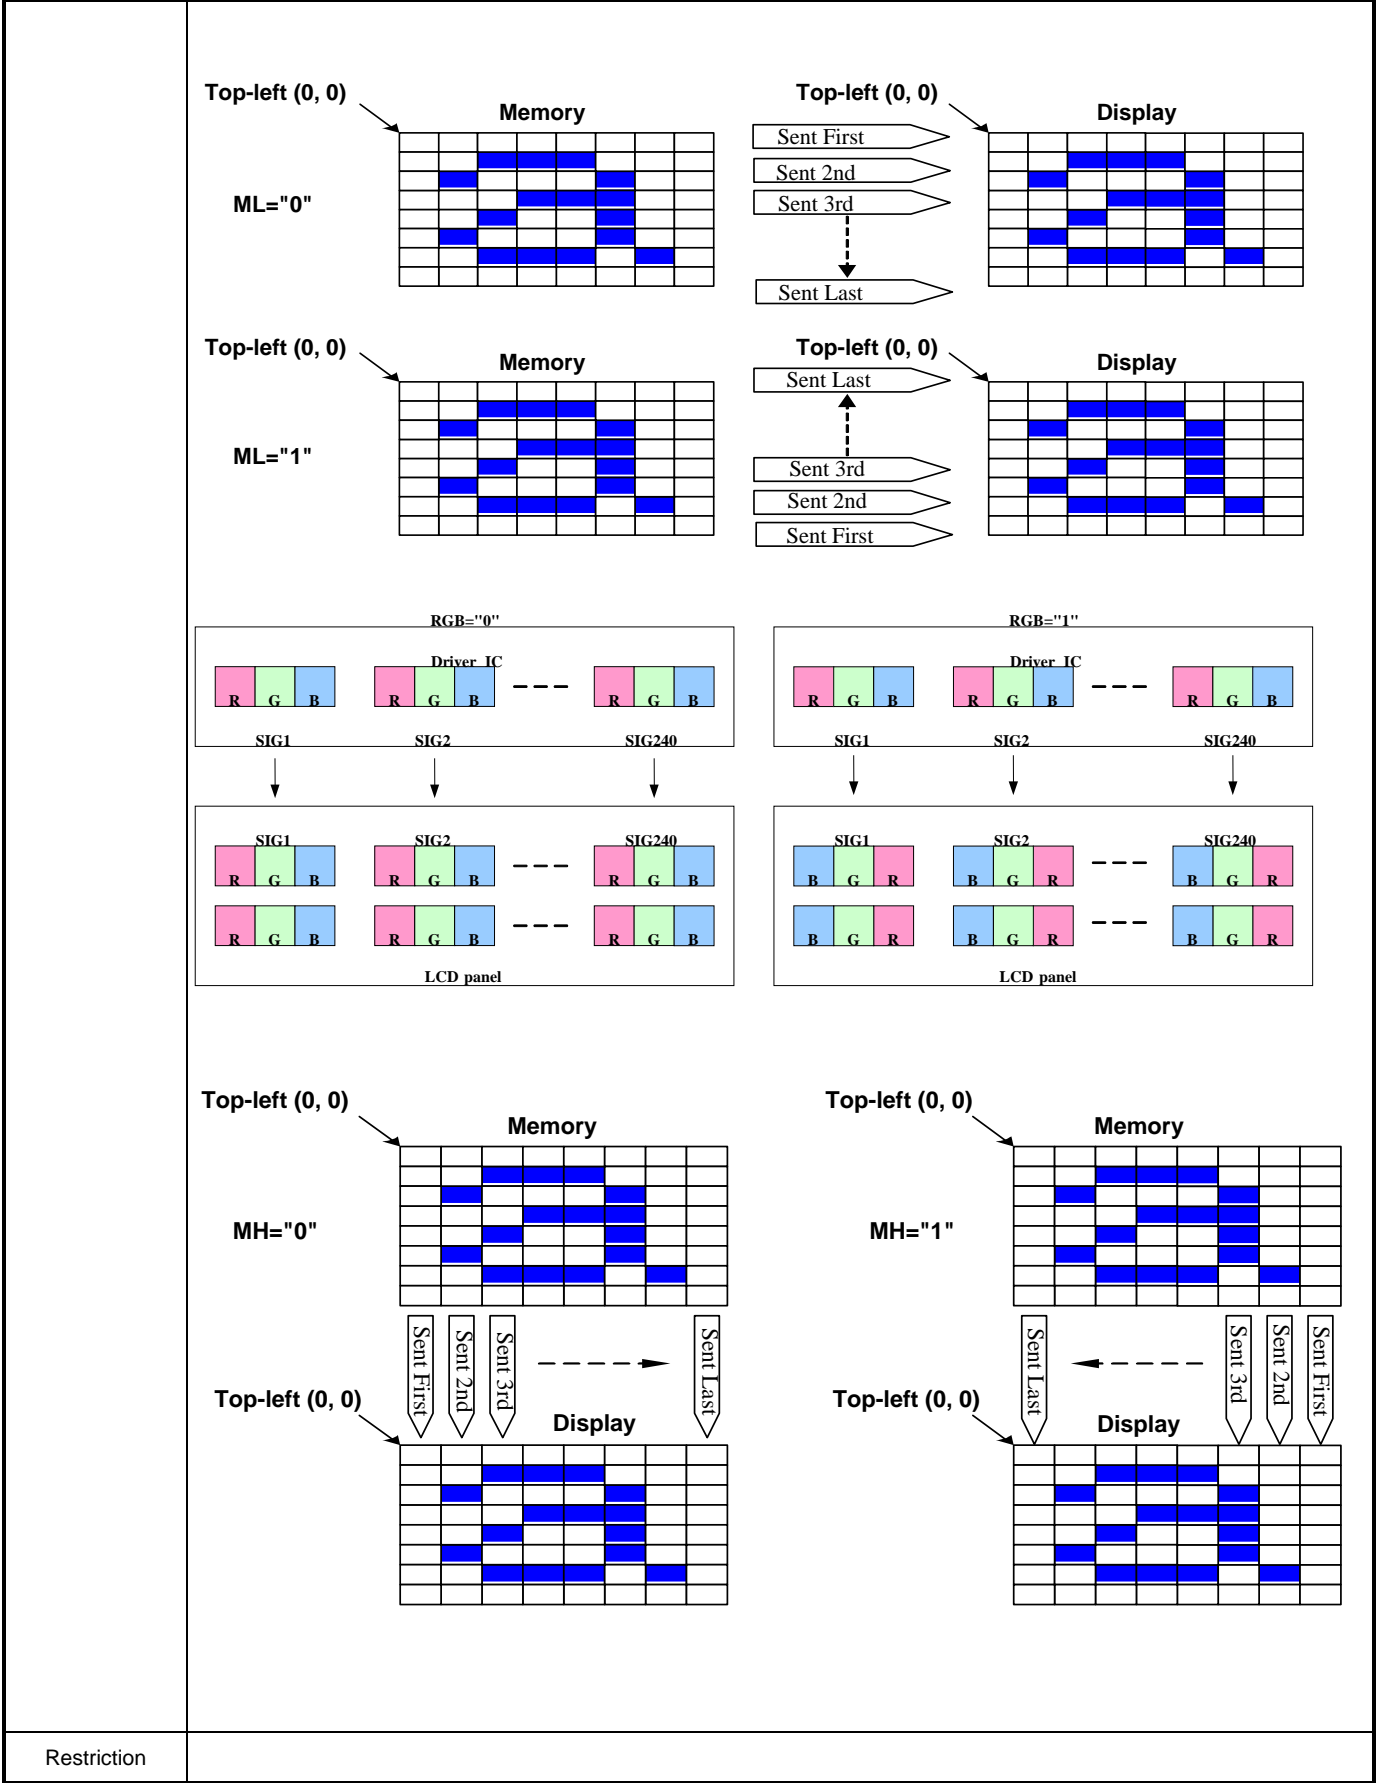 Top-left (0, 0)
Memory
Top-left (0, 0)
Display
ML="0"
Sent First
Sent 2nd
Sent 3rd
Sent Last
Top-left (0, 0)
Memory
Top-left (0, 0)
Display
ML="1"
Sent Last
Sent 3rd
Sent 2nd
Sent First
RGB="0"
Driver IC
R G B R G B R G B
SIG1 SIG2 SIG240
SIG1 SIG2 SIG240
R G B R G B R G B
R G B R G B R G B
LCD panel
RGB="1"
Driver IC
R G B R G B R G B
SIG1 SIG2 SIG240
SIG1 SIG2 SIG240
B G R B G R B G R
B G R B G R B G R
LCD panel
Top-left (0, 0)
Memory
MH="0"
Sent First
Sent 2nd
Sent 3rd
Sent Last
Top-left (0, 0)
Display
Top-left (0, 0)
Memory
MH="1"
Sent Last
Sent 3rd
Sent 2nd
Sent First
Top-left (0, 0)
Display
Restriction